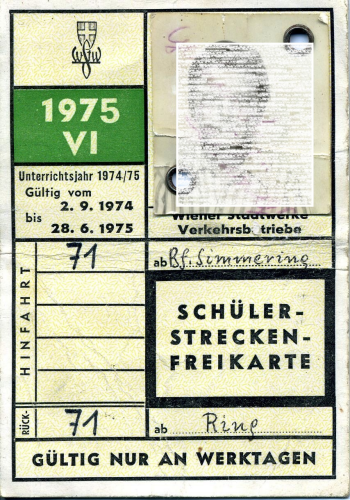 1975
VI
Unterrichtsjahr 1974/75
Gültig vom
2. 9. 1974
bis
28. 6. 1975
Wiener Stadtwerke
Verkehrsbetriebe
HINFAHRT
71
ab Bf. Simmering
SCHÜLER-
STRECKEN-
FREIKARTE
RÜCK-
71
ab Ring
GÜLTIG NUR AN WERKTAGEN